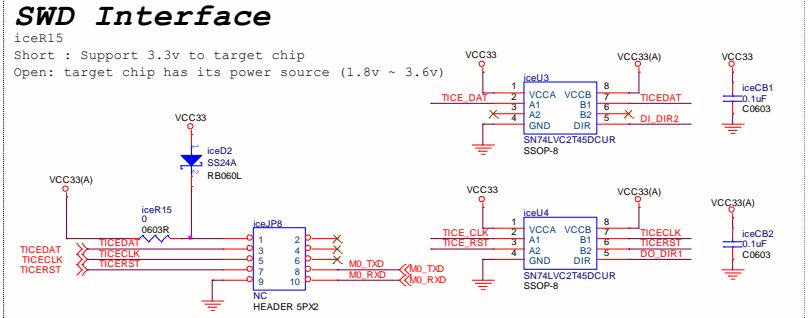 SWD Interface
iceR15
Short : Support 3.3v to target chip
Open: target chip has its power source (1.8v ~ 3.6v)
VCC33
1
iceD2
SS24A
2
RB060L
VCC33(A)
iceR15
0
0603R
iceJP8
TICEDAT
TICEDAT
TICECLK
TICECLK
TICERST
TICERST
1 2
3 4
5 6
7 8
9 10
M0_TXD
M0_TXD
M0_RXD
M0_RXD
NC
HEADER 5PX2
VCC33
VCC33(A)
iceU3
TICE_DAT
1 VCCA VCCB 8
2 A1 B1 7
3 A2 B2 6
4 GND DIR 5
TICEDAT
DI_DIR2
SN74LVC2T45DCUR
SSOP-8
VCC33
iceCB1
0.1uF
C0603
VCC33
VCC33(A)
iceU4
TICE_CLK
TICE_RST
1 VCCA VCCB 8
2 A1 B1 7
3 A2 B2 6
4 GND DIR 5
TICECLK
TICERST
DO_DIR1
SN74LVC2T45DCUR
SSOP-8
VCC33(A)
iceCB2
0.1uF
C0603